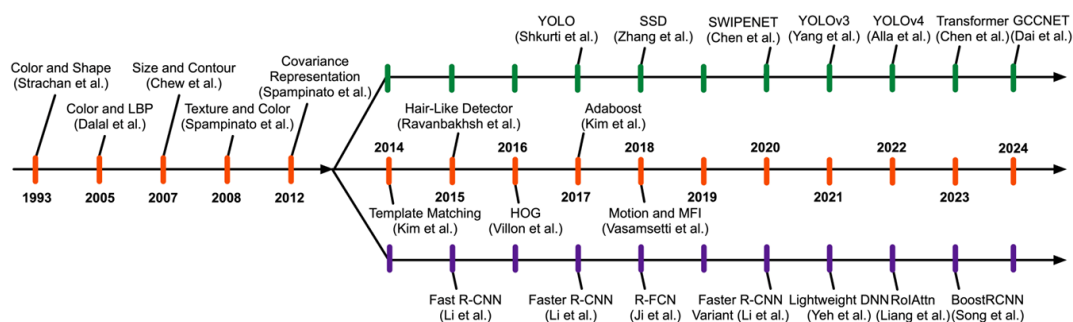 YOLO
(Shkurti et al.)
SSD
(Zhang et al.)
SWIPENET
(Chen et al.)
YOLOv3
(Yang et al.)
YOLOv4
(Alla et al.)
Transformer
(Chen et al.)
GCCNET
(Dai et al.)
Color and Shape
(Strachan et al.)
Size and Contour
(Chew et al.)
Covariance
Representation
(Spampinato et al.)
Color and LBP
(Dalal et al.)
Texture and Color
(Spampinato et al.)
Hair-Like Detector
(Ravanbakhsh et al.)
Adaboost
(Kim et al.)
2014
2016
2018
2020
2022
2024
1993
2005
2007
2008
2012
2015
2017
2019
2021
2023
Template Matching
(Kim et al.)
HOG
(Villon et al.)
Motion and MFI
(Vasamsetti et al.)
Fast R-CNN
(Li et al.)
Faster R-CNN
(Li et al.)
R-FCN
(Ji et al.)
Faster R-CNN
Variant (Li et al.)
Lightweight DNN
(Yeh et al.)
RoIAttn
(Liang et al.)
BoostRCNN
(Song et al.)